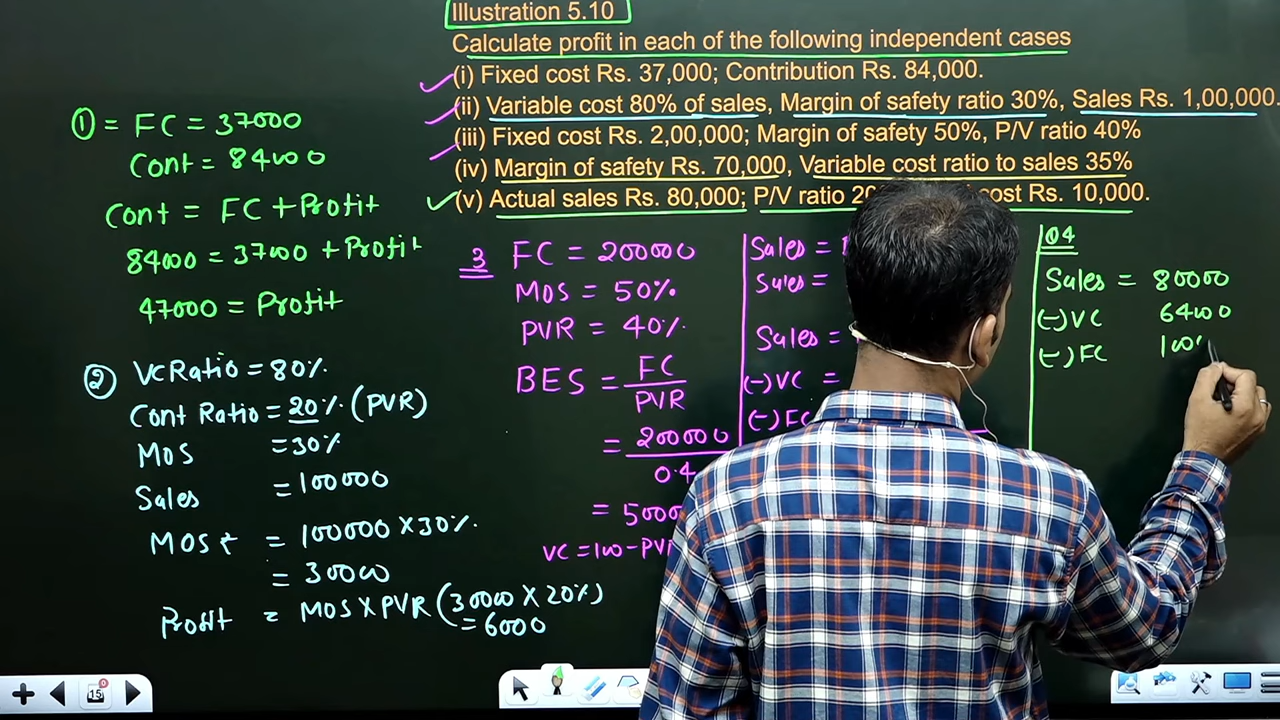 Illustration 5.10
Calculate profit in each of the following independent cases
(i) Fixed cost Rs. 37,000; Contribution Rs. 84,000.
(ii) Variable cost 80% of sales, Margin of safety ratio 30%, Sales Rs. 1,00,000.
(iii) Fixed cost Rs. 2,00,000; Margin of safety 50%, P/V ratio 40%
(iv) Margin of safety Rs. 70,000, Variable cost ratio to sales 35%
(v) Actual sales Rs. 80,000; P/V ratio cost Rs. 10,000.
① = FC = 37000
Cont = 84000
Cont = FC + Profit
84000 = 37000 + Profit
47000 = Profit
② VC Ratio = 80%
Cont Ratio = 20% (PVR)
MOS = 30%
Sales = 100000
MOS ₹ = 100000 × 30%.
= 30000
Profit = MOS × PVR (30000 × 20%)
= 6000
3 FC = 200000
MOS = 50%
PVR = 40%
BES = FC
PVR
= 200000
0.4
=
VC = 100 -
Sales =
Sales =
Sales =
(-) VC =
(-) FC
04
Sales = 80000
(-) VC 64000
(-) FC
15